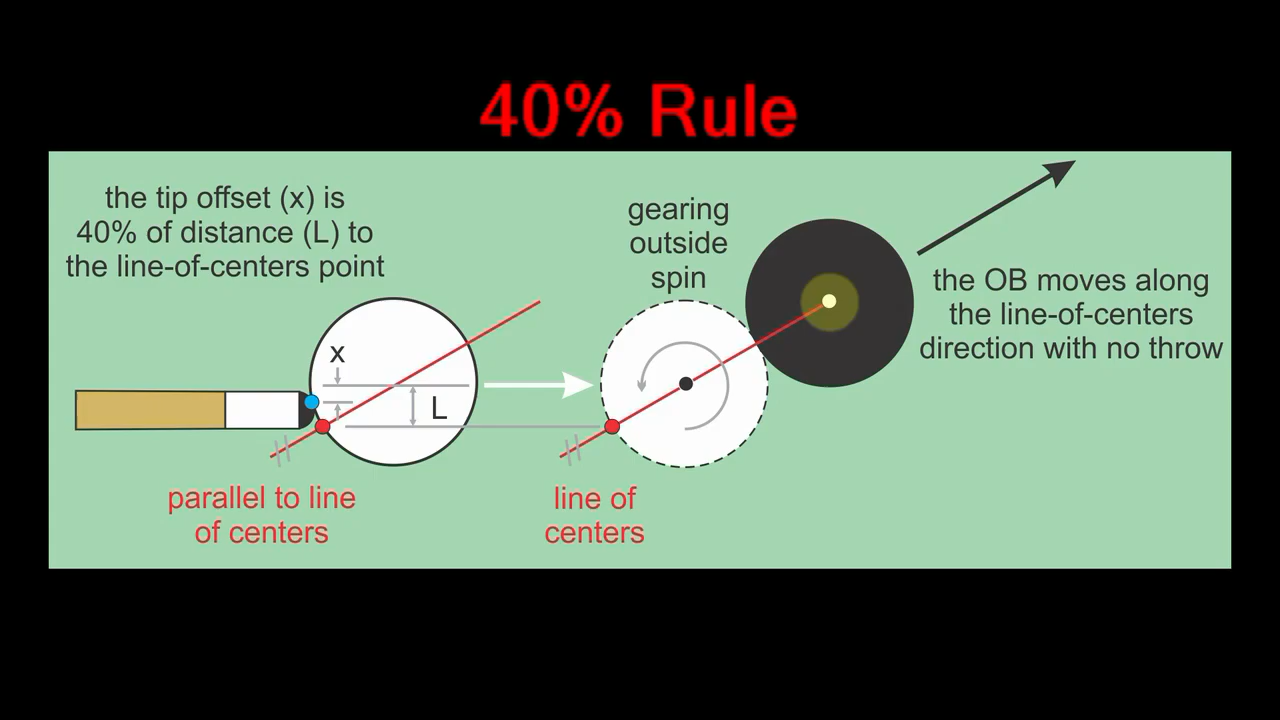 40% Rule
the tip offset (x) is
40% of distance (L) to
the line-of-centers point
x
L
parallel to line
of centers
gearing
outside
spin
line of
centers
the OB moves along
the line-of-centers
direction with no throw